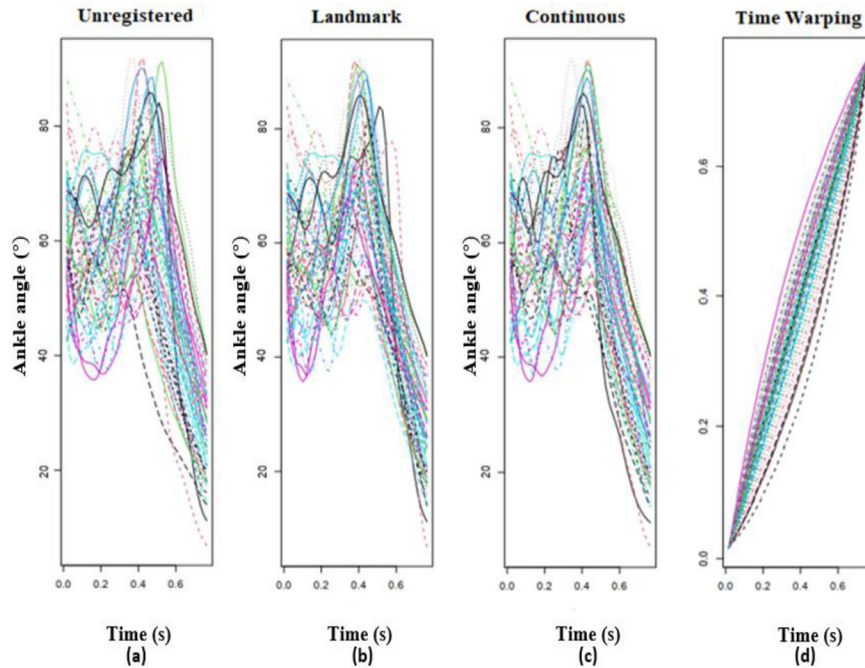 Unregistered
Landmark
Continuous
Time Warping
Ankle angle (°)
80
60
40
20
0.0 0.2 0.4 0.6
Time (s)
(a)
Ankle angle (°)
80
60
40
20
0.0 0.2 0.4 0.6
Time (s)
(b)
Ankle angle (°)
80
60
40
20
0.0 0.2 0.4 0.6
Time (s)
(c)
0.6
0.4
0.2
0.0
0.0 0.2 0.4 0.6
Time (s)
(d)